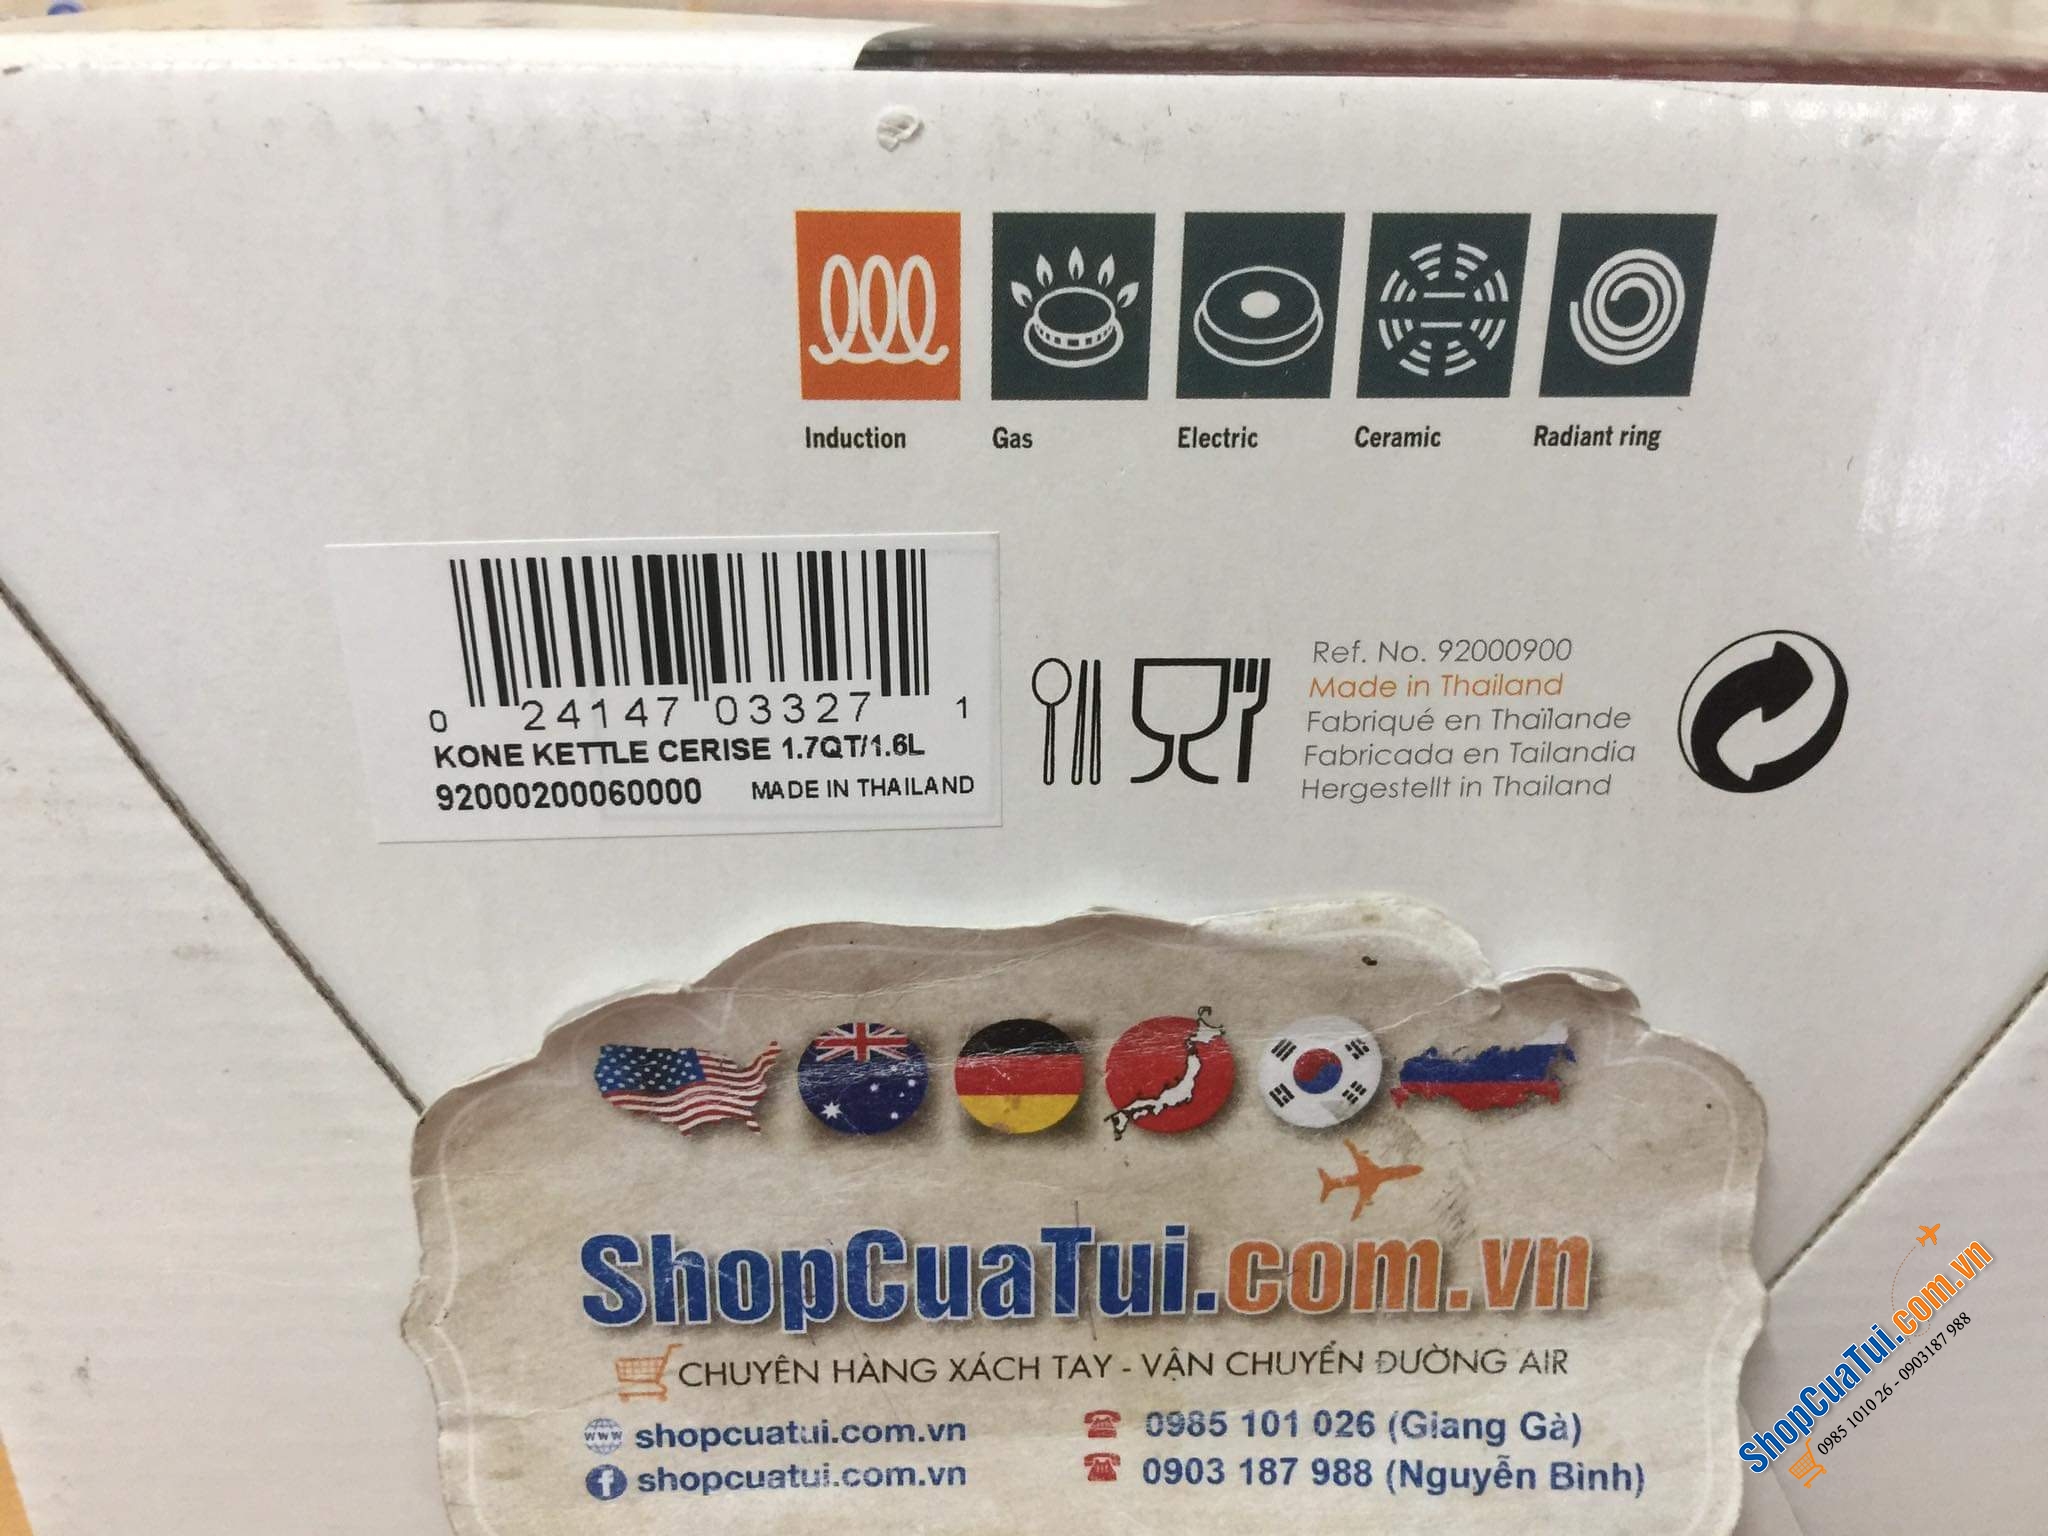 Induction Gas Electric Ceramic Radiant ring
0 24147 03327 1
KONE KETTLE CERISE 1.7QT/1.6L
92000200060000 MADE IN THAILAND
Ref. No. 92000900
Made in Thailand
Fabriqué en Thaïlande
Fabricada en Tailandia
Hergestellt in Thailand
ShopCuaTui.com.vn
CHUYÊN HÀNG XÁCH TAY - VẬN CHUYỂN ĐƯỜNG AIR
www shopcuatui.com.vn
0985 101 026 (Giang Gà)
f shopcuatui.com.vn
0903 187 988 (Nguyễn Bình)
ShopCuaTui.com.vn
0985 1010 26 - 0903187 988